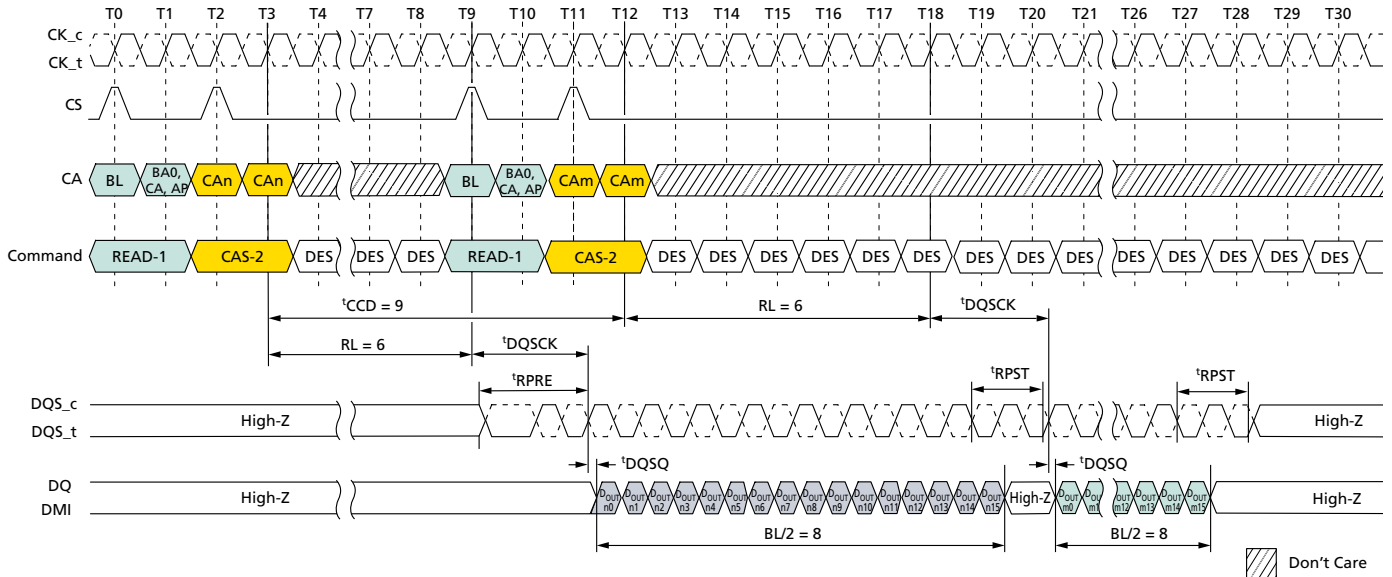 T0 T1 T2 T3 T4 T7 T8 T9 T10 T11 T12 T13 T14 T15 T16 T17 T18 T19 T20 T21 T26 T27 T28 T29 T30
CK_c
CK_t
CS
CA BL BA0, CA, AP CAn CAn BL BA0, CA, AP CAm CAm
Command READ-1 CAS-2 DES DES DES READ-1 CAS-2 DES DES DES DES DES DES DES DES DES DES DES DES DES DES
tCCD = 9 RL = 6 tDQSCK
RL = 6 tDQSCK
tRPRE tRPST tRPST
DQS_c
DQS_t High-Z High-Z
tDQSQ tDQSQ
DQ
DMI High-Z DOUT n0 DOUT n1 DOUT n2 DOUT n3 DOUT n4 DOUT n5 DOUT n6 DOUT n7 DOUT n8 DOUT n9 DOUT n10 DOUT n11 DOUT n12 DOUT n13 DOUT n14 DOUT n15 High-Z DOUT m0 DOUT m1 DOUT m12 DOUT m13 DOUT m14 DOUT m15 High-Z
BL/2 = 8 BL/2 = 8
Don't Care